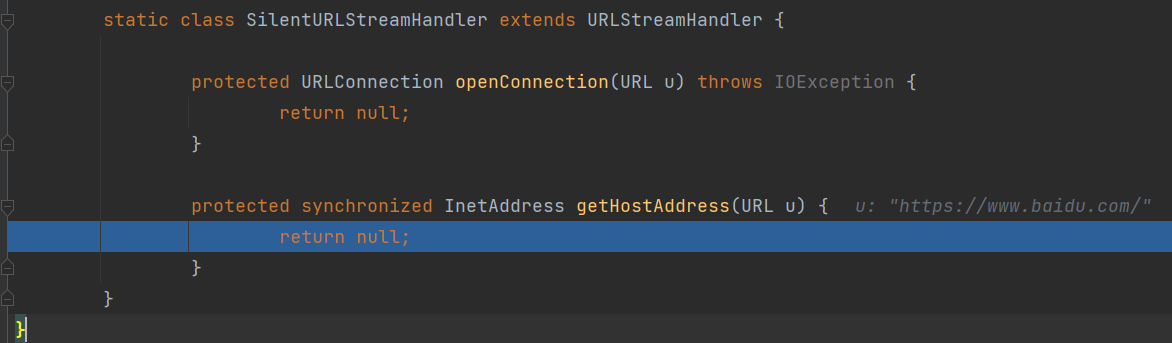 static class SilentURLStreamHandler extends URLStreamHandler {
protected URLConnection openConnection(URL u) throws IOException {
return null;
}
protected synchronized InetAddress getHostAddress(URL u) { u: "https://www.baidu.com/"
return null;
}
}
}